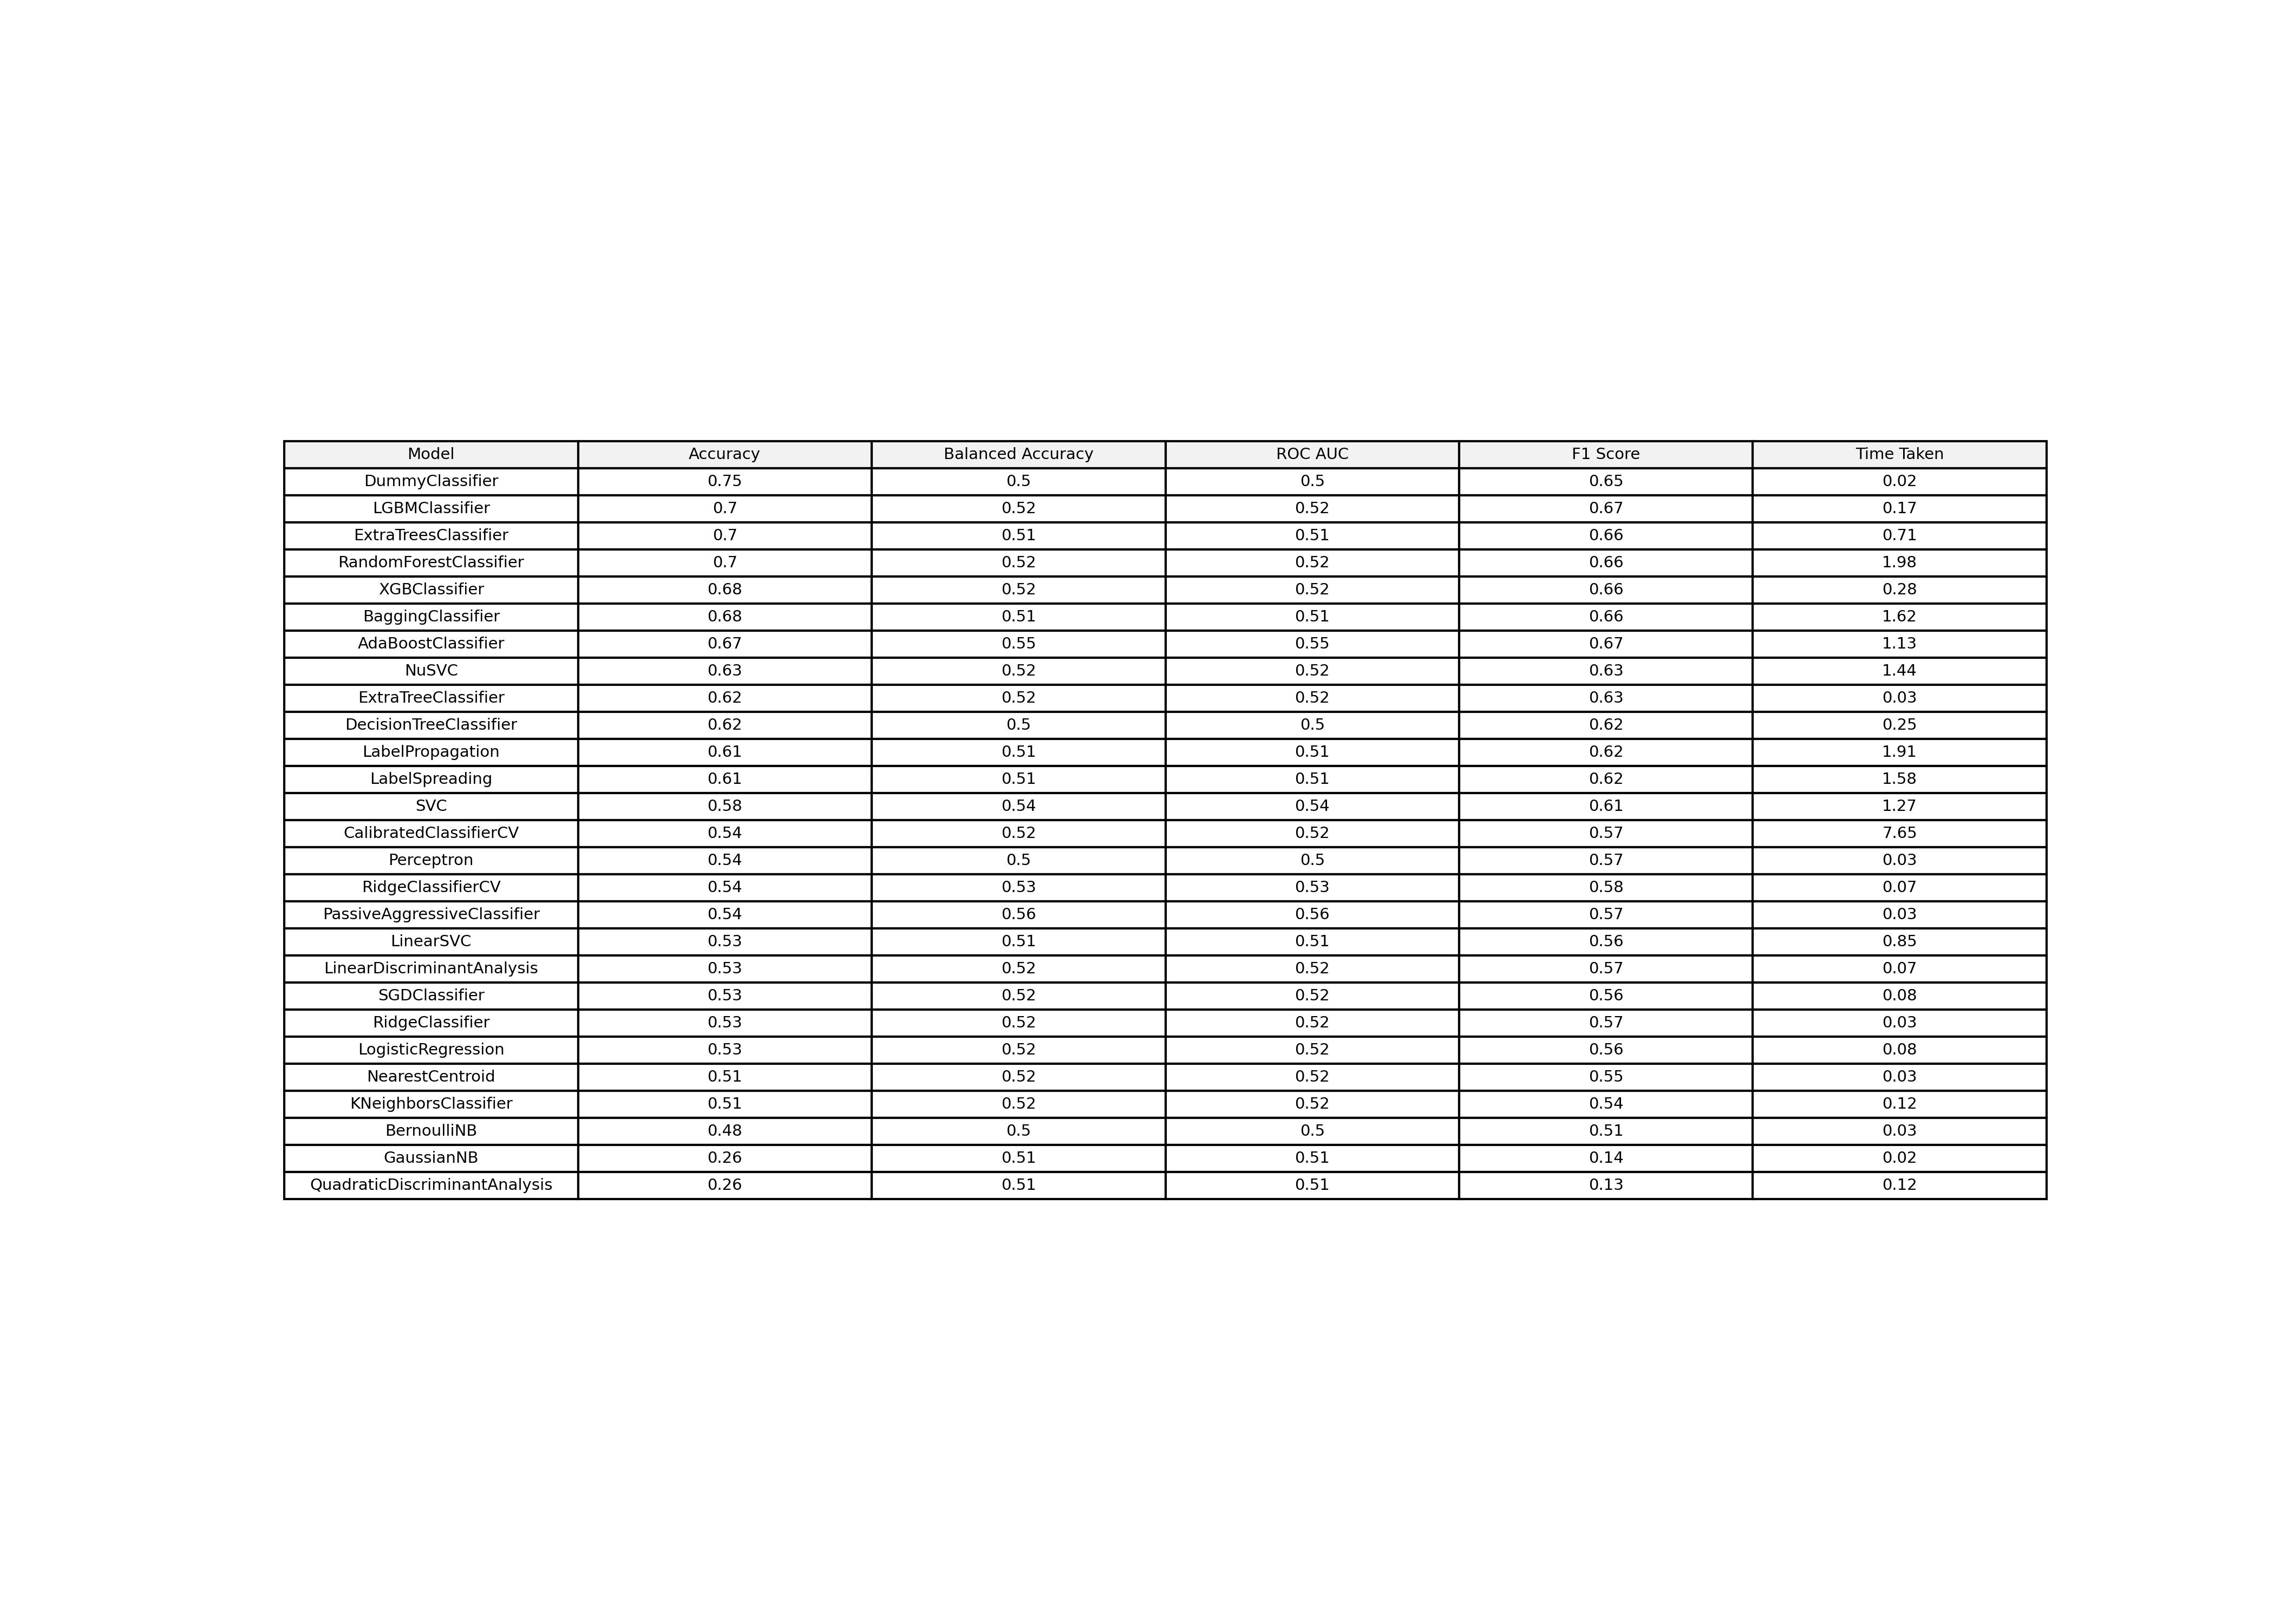 Model Accuracy Balanced Accuracy ROC AUC F1 Score Time Taken
DummyClassifier 0.75 0.5 0.5 0.65 0.02
LGBMClassifier 0.7 0.52 0.52 0.67 0.17
ExtraTreesClassifier 0.7 0.51 0.51 0.66 0.71
RandomForestClassifier 0.7 0.52 0.52 0.66 1.98
XGBClassifier 0.68 0.52 0.52 0.66 0.28
BaggingClassifier 0.68 0.51 0.51 0.66 1.62
AdaBoostClassifier 0.67 0.55 0.55 0.67 1.13
NuSVC 0.63 0.52 0.52 0.63 1.44
ExtraTreeClassifier 0.62 0.52 0.52 0.63 0.03
DecisionTreeClassifier 0.62 0.5 0.5 0.62 0.25
LabelPropagation 0.61 0.51 0.51 0.62 1.91
LabelSpreading 0.61 0.51 0.51 0.62 1.58
SVC 0.58 0.54 0.54 0.61 1.27
CalibratedClassifierCV 0.54 0.52 0.52 0.57 7.65
Perceptron 0.54 0.5 0.5 0.57 0.03
RidgeClassifierCV 0.54 0.53 0.53 0.58 0.07
PassiveAggressiveClassifier 0.54 0.56 0.56 0.57 0.03
LinearSVC 0.53 0.51 0.51 0.56 0.85
LinearDiscriminantAnalysis 0.53 0.52 0.52 0.57 0.07
SGDClassifier 0.53 0.52 0.52 0.56 0.08
RidgeClassifier 0.53 0.52 0.52 0.57 0.03
LogisticRegression 0.53 0.52 0.52 0.56 0.08
NearestCentroid 0.51 0.52 0.52 0.55 0.03
KNeighborsClassifier 0.51 0.52 0.52 0.54 0.12
BernoulliNB 0.48 0.5 0.5 0.51 0.03
GaussianNB 0.26 0.51 0.51 0.14 0.02
QuadraticDiscriminantAnalysis 0.26 0.51 0.51 0.13 0.12